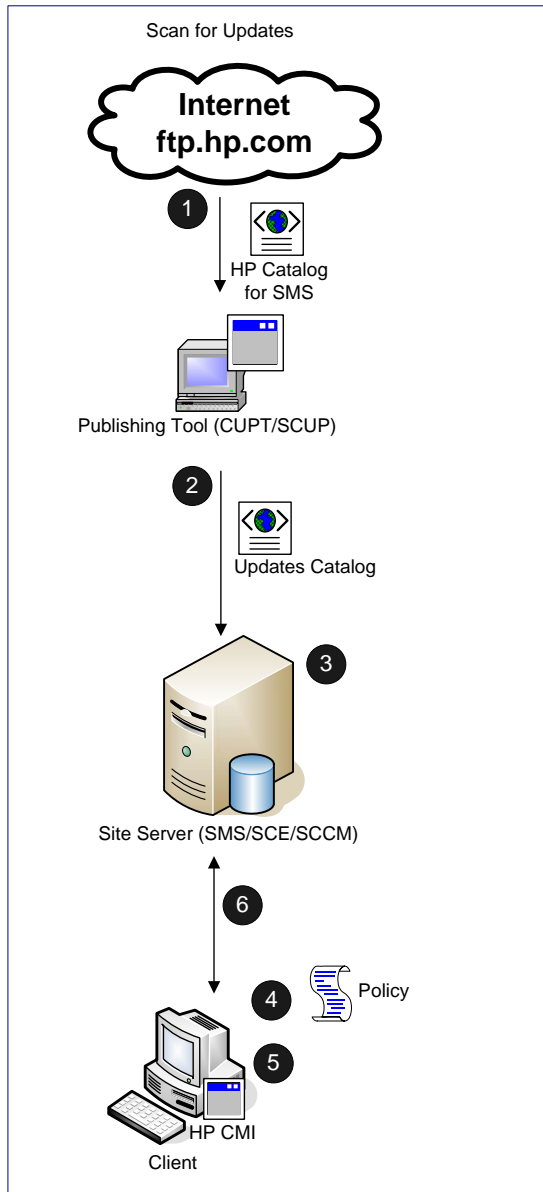 Scan for Updates
Internet
ftp.hp.com
1
HP Catalog
for SMS
Publishing Tool (CUPT/SCUP)
2
Updates Catalog
3
Site Server (SMS/SCE/SCCM)
6
4
Policy
5
HP CMI
Client